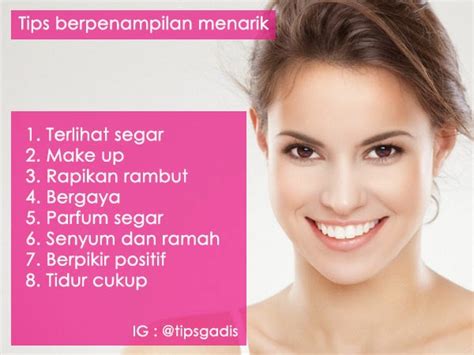 Tips berpenampilan menarik
1. Terlihat segar
2. Make up
3. Rapikan rambut
4. Bergaya
5. Parfum segar
6. Senyum dan ramah
7. Berpikir positif
8. Tidur cukup
IG : @tipsgadis